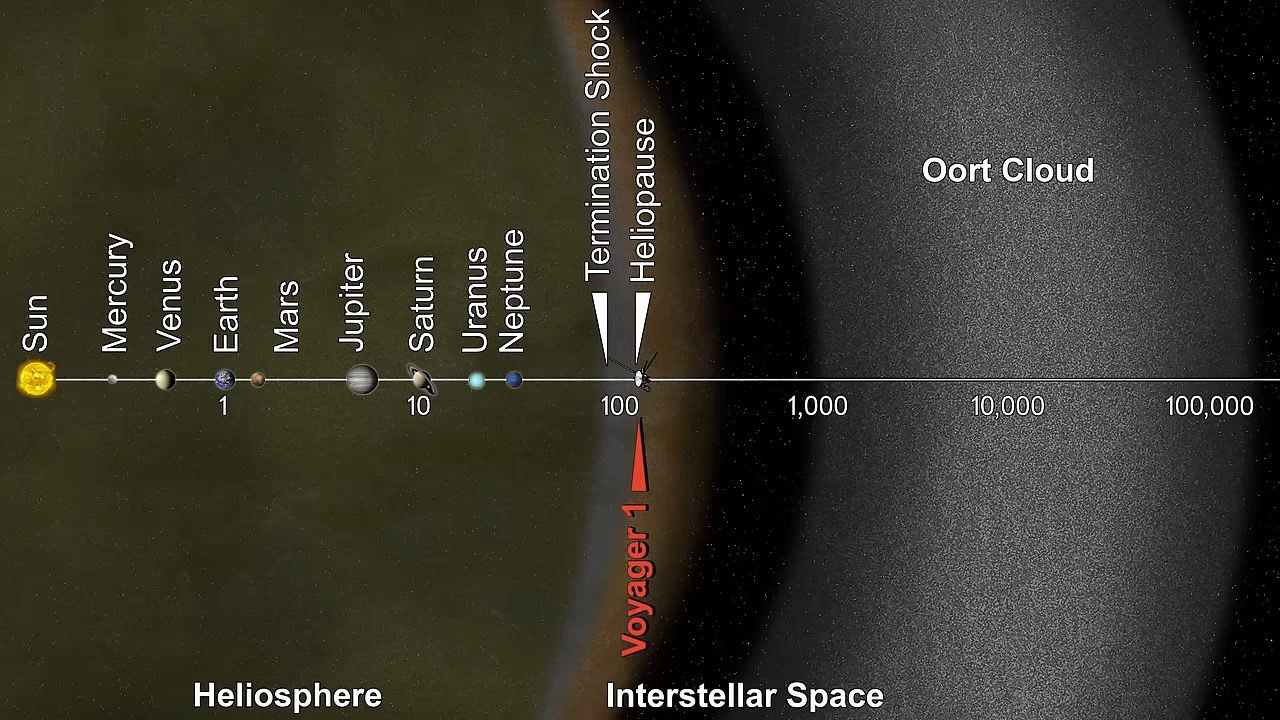 Sun
Mercury
Venus
Earth
Mars
Jupiter
Saturn
Uranus
Neptune
Termination Shock
Heliopause
Oort Cloud
1
10
100
1,000
10,000
100,000
Voyager 1
Heliosphere
Interstellar Space